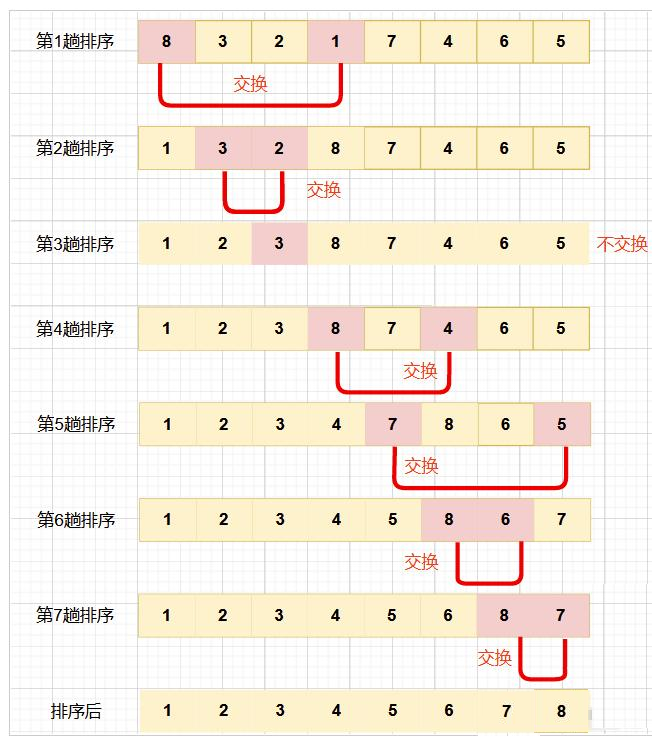 第1趟排序 8 3 2 1 7 4 6 5
交换
第2趟排序 1 3 2 8 7 4 6 5
交换
第3趟排序 1 2 3 8 7 4 6 5 不交换
第4趟排序 1 2 3 8 7 4 6 5
交换
第5趟排序 1 2 3 4 7 8 6 5
交换
第6趟排序 1 2 3 4 5 8 6 7
交换
第7趟排序 1 2 3 4 5 6 8 7
交换
排序后 1 2 3 4 5 6 7 8